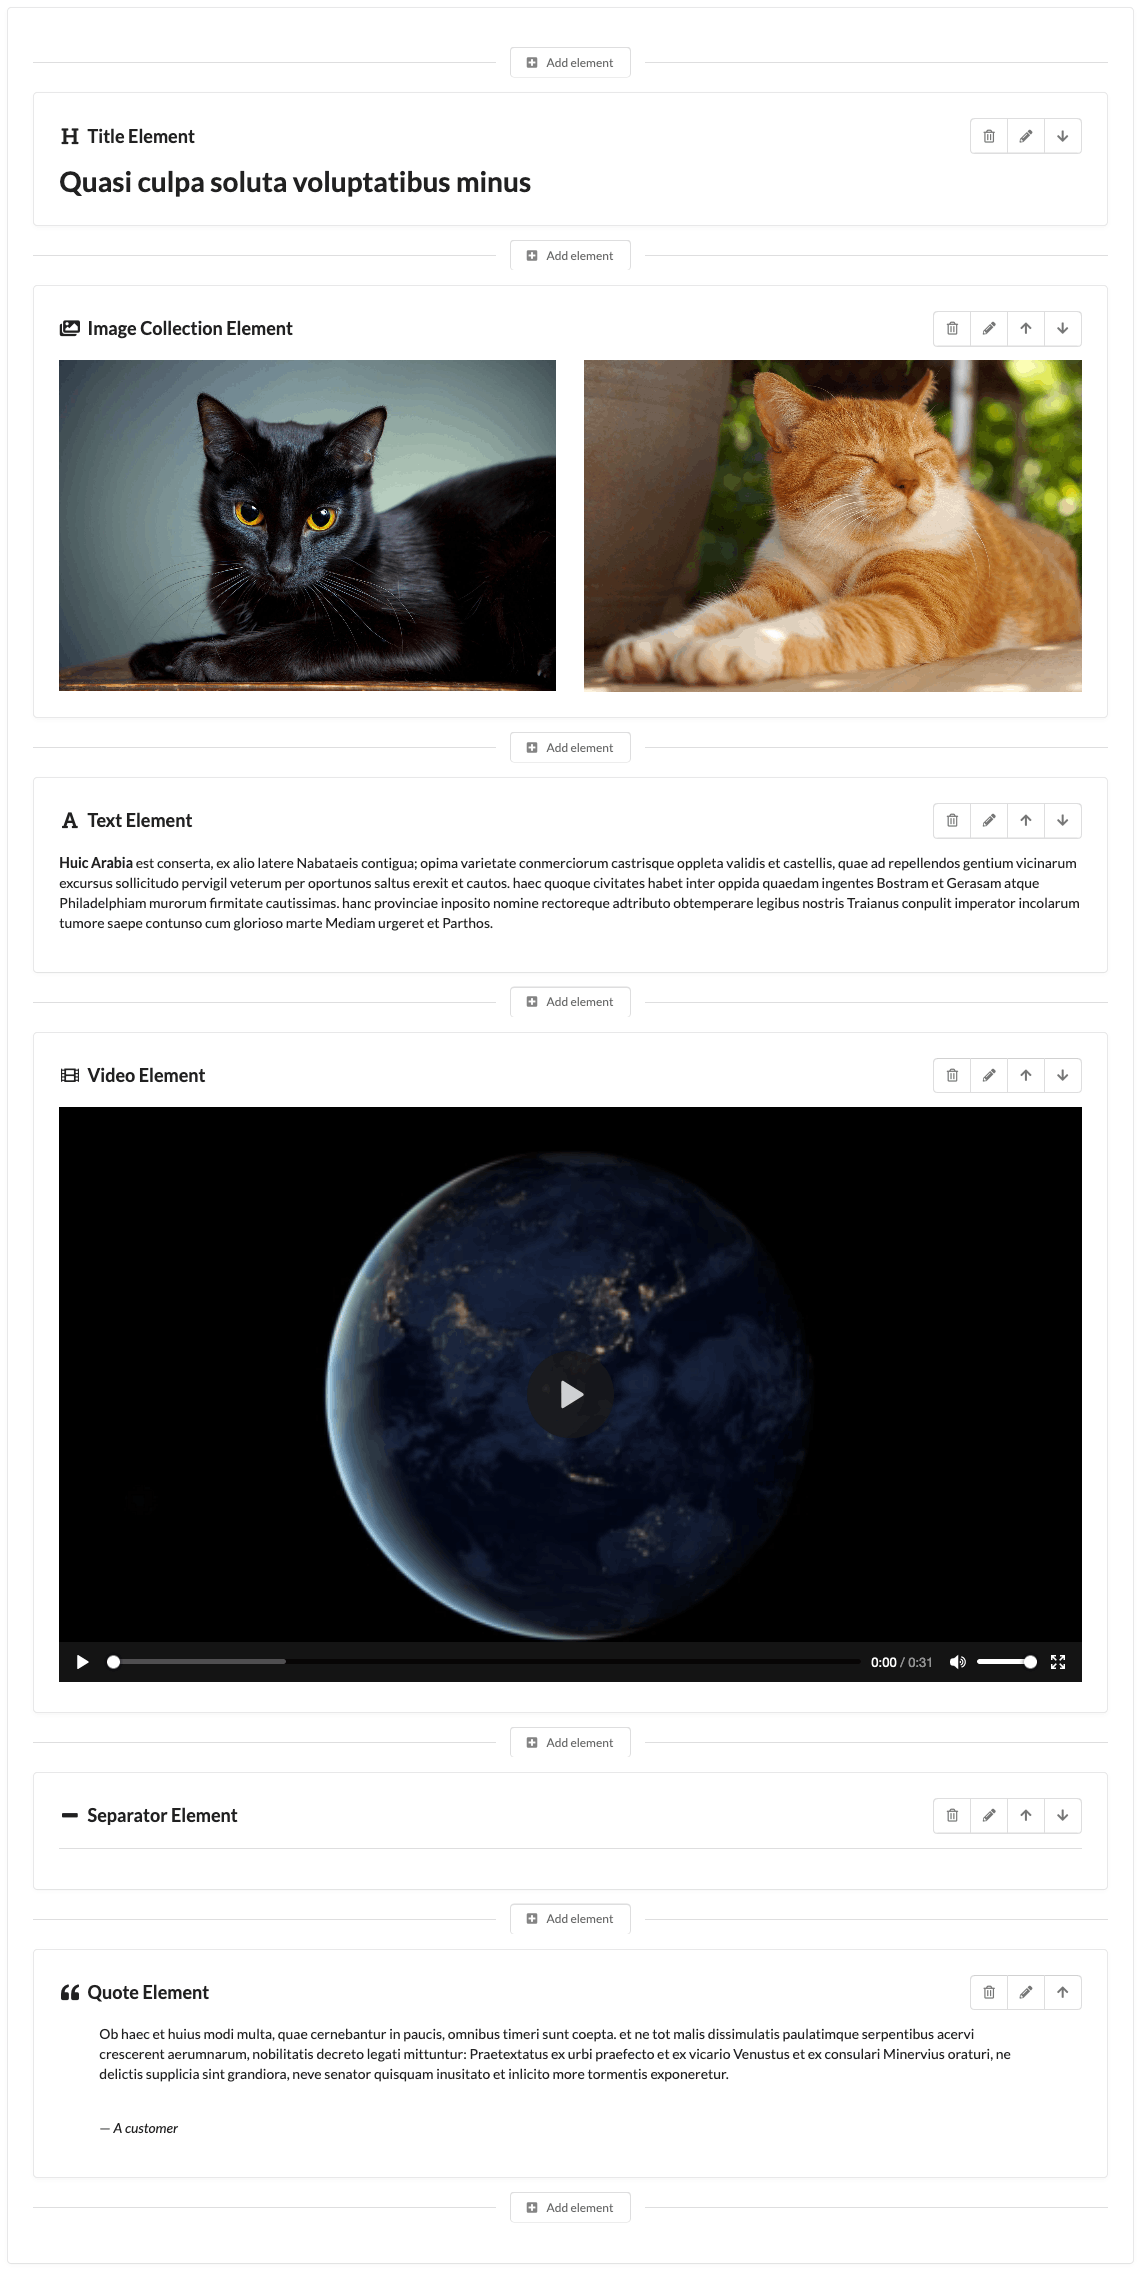 Add element
Title Element
Quasi culpa soluta voluptatibus minus
Add element
Image Collection Element
Add element
Text Element
Huic Arabia est conserta, ex alio latere Nabataeis contigua; opima varietate conmerciorum castrisque oppleta validis et castellis, quae ad repellendos gentium vicinarum
excursus sollicitudo pervigil veterum per oportunos saltus erexit et cautos. haec quoque civitates habet inter oppida quaedam ingentes Bostram et Gerasam atque
Philadelphiam murorum firmitate cautissimas. hanc provinciae inposito nomine rectoreque adtributo obtemperare legibus nostris Traianus conpulit imperator incolarum
tumore saepe contunso cum glorioso marte Mediam urgeret et Parthos.
Add element
Video Element
0:00 / 0:31
Add element
Separator Element
Add element
Quote Element
Ob haec et huius modi multa, quae cernebantur in paucis, omnibus timeri sunt coepta. et ne tot malis dissimulatis paulatimque serpentibus acervi
crescerent aerumnarum, nobilitatis decreto legati mittuntur: Praetextatus ex urbi praefecto et ex vicario Venustus et ex consulari Minervius oraturi, ne
delictis supplicia sint grandiora, neve senator quisquam inusitato et inlicito more tormentis exponeretur.
— A customer
Add element